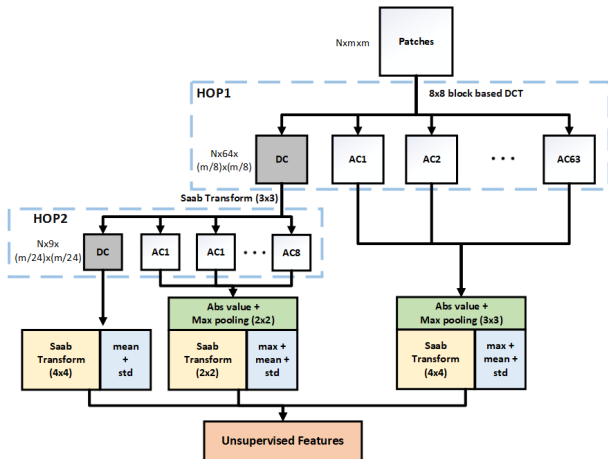 Nxmxm
Patches
HOP1
8x8 block based DCT
Nx64x
(m/8)x(m/8)
DC
AC1
AC2
• • •
AC63
Saab Transform (3x3)
HOP2
Nx9x
(m/24)x(m/24)
DC
AC1
AC1
• • •
AC8
Abs value +
Max pooling (2x2)
Abs value +
Max pooling (3x3)
Saab
Transform
(4x4)
mean
+
std
Saab
Transform
(2x2)
max +
mean +
std
Saab
Transform
(4x4)
max +
mean +
std
Unsupervised Features